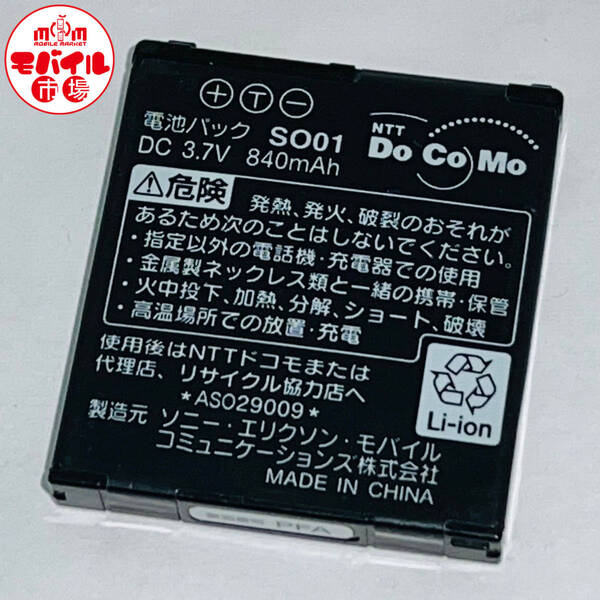 m m
MOBILE MARKET
モバイル
市場
+ T −
電池パック SO01
DC 3.7V 840mAh
NTT
DoCoMo
危険
発熱、発火、破裂のおそれが
あるため次のことはしないでください。
・指定以外の電話機・充電器での使用
・金属製ネックレス類と一緒の携帯・保管
・火中投下、加熱、分解、ショート、破壊
・高温場所での放置・充電
使用後はNTTドコモまたは
代理店、リサイクル協力店へ
*ASO29009*
Li-ion
製造元 ソニー・エリクソン・モバイル
コミュニケーションズ株式会社
MADE IN CHINA
PFA